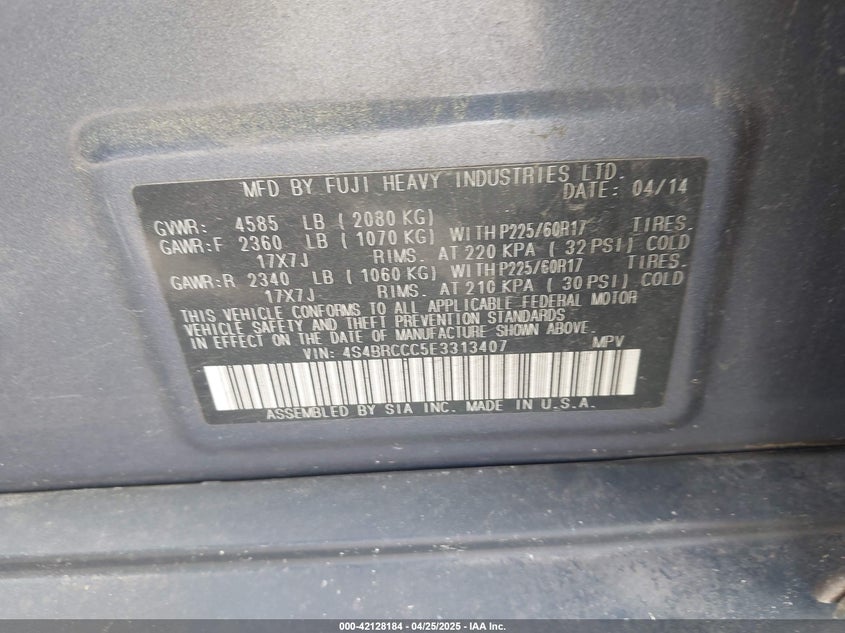 MFD BY FUJI HEAVY INDUSTRIES LTD.
DATE: 04/14
GVWR: 4585 LB ( 2080 KG)
GAWR:F 2360 LB ( 1070 KG) WITH P225/60R17 TIRES.
17X7J RIMS. AT 220 KPA ( 32 PSI) COLD
GAWR:R 2340 LB ( 1060 KG) WITH P225/60R17 TIRES.
17X7J RIMS. AT 210 KPA ( 30 PSI) COLD
THIS VEHICLE CONFORMS TO ALL APPLICABLE FEDERAL MOTOR
VEHICLE SAFETY AND THEFT PREVENTION STANDARDS
IN EFFECT ON THE DATE OF MANUFACTURE SHOWN ABOVE.
VIN: 4S4BRCCC5E3313407 MPV
ASSEMBLED BY SIA INC. MADE IN U.S.A.
000-42128184 - 04/25/2025 - IAA Inc.